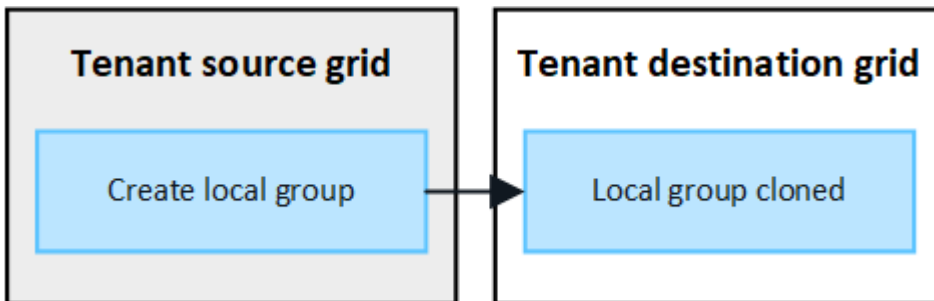 Tenant source grid
Create local group
Tenant destination grid
Local group cloned